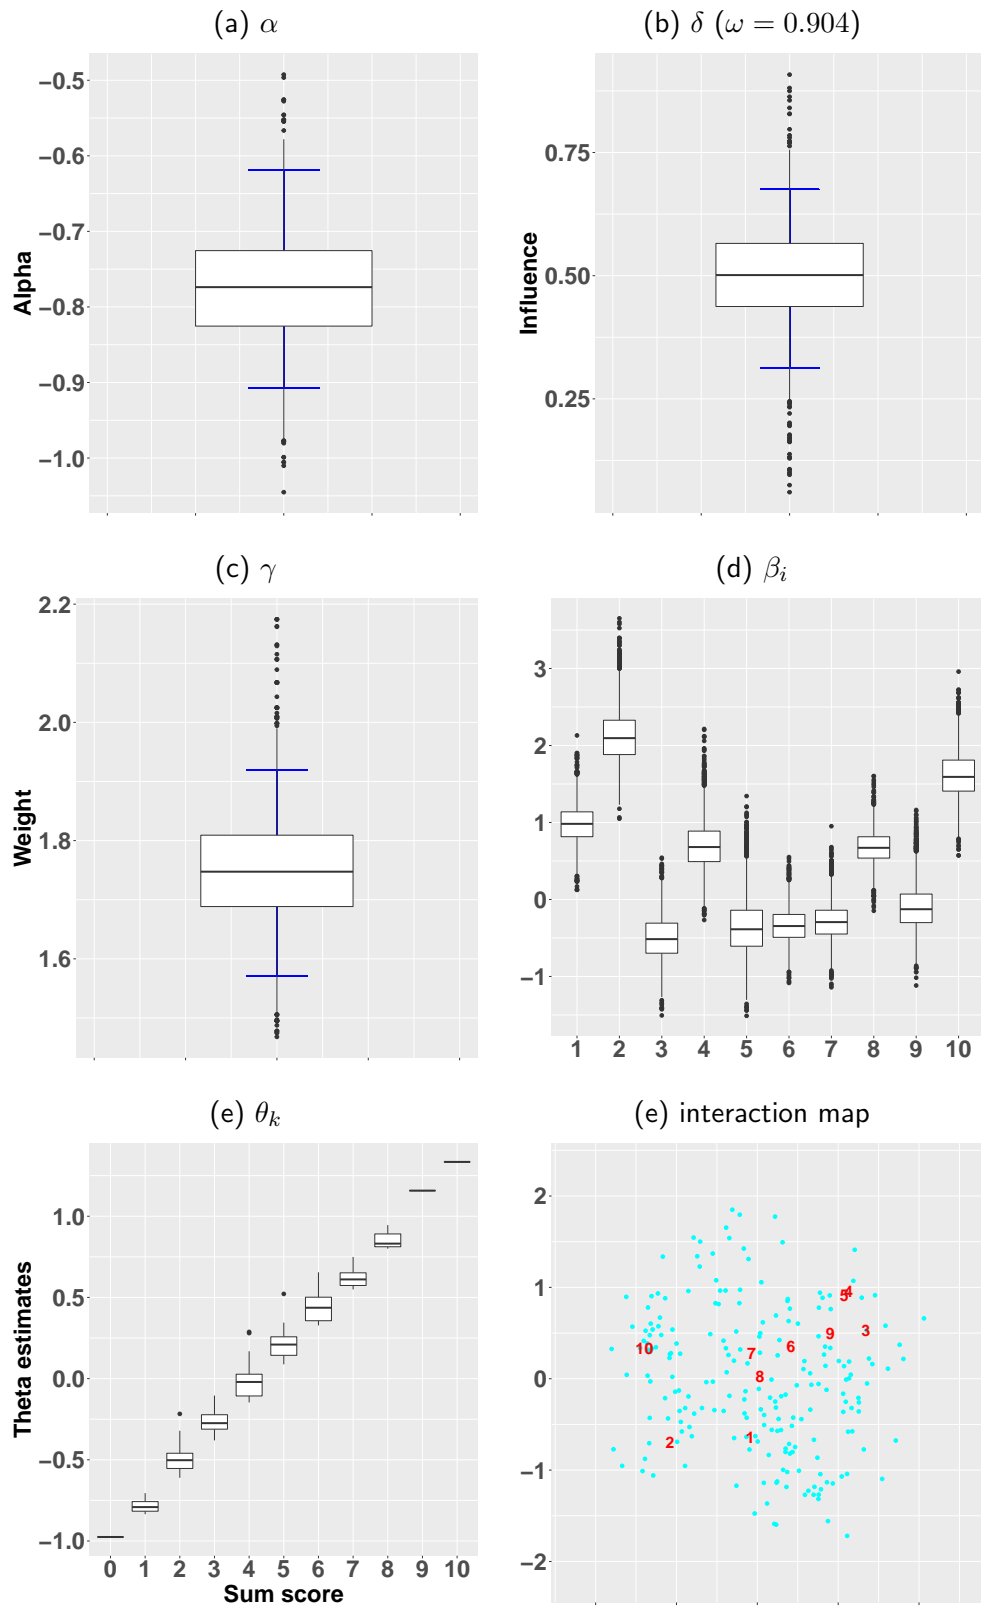 (a) α
(b) δ (ω = 0.904)
−0.5
−0.6
−0.7
−0.8
−0.9
−1.0
Alpha
0.75
0.50
0.25
Influence
(c) γ
(d) βi
2.2
2.0
1.8
1.6
Weight
3
2
1
0
−1
1 2 3 4 5 6 7 8 9 10
(e) θk
(e) interaction map
1.0
0.5
0.0
−0.5
−1.0
Theta estimates
0 1 2 3 4 5 6 7 8 9 10
Sum score
2
1
0
−1
−2
4
5
3
9
6
10
7
8
1
2